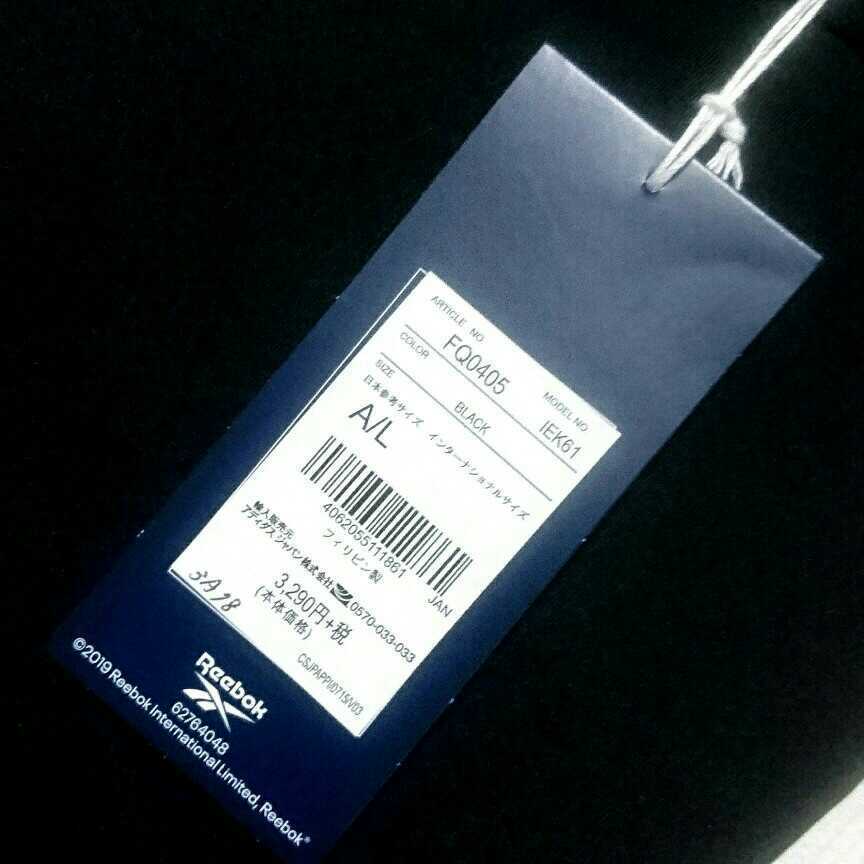 ARTICLE NO
FQ0405
MODEL NO
IEK61
COLOR
BLACK
SIZE
日本参考サイズ インターナショナルサイズ
A/L
4062055111861
JAN
フィリピン製
輸入販売元
アディダスジャパン株式会社 0570-033-033
3,290円+税
(本体価格)
3A18
CSJPAPPI/D715/V03
Reebok
62764048
©2019 Reebok International Limited, Reebok®